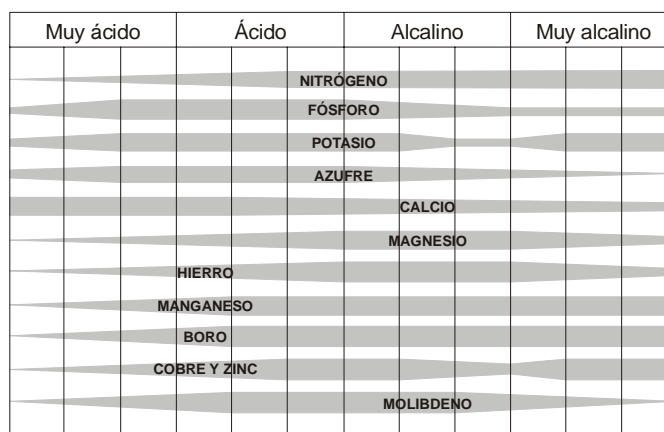 Muy ácido Ácido Alcalino Muy alcalino
NITRÓGENO
FÓSFORO
POTASIO
AZUFRE
CALCIO
MAGNESIO
HIERRO
MANGANESO
BORO
COBRE Y ZINC
MOLIBDENO